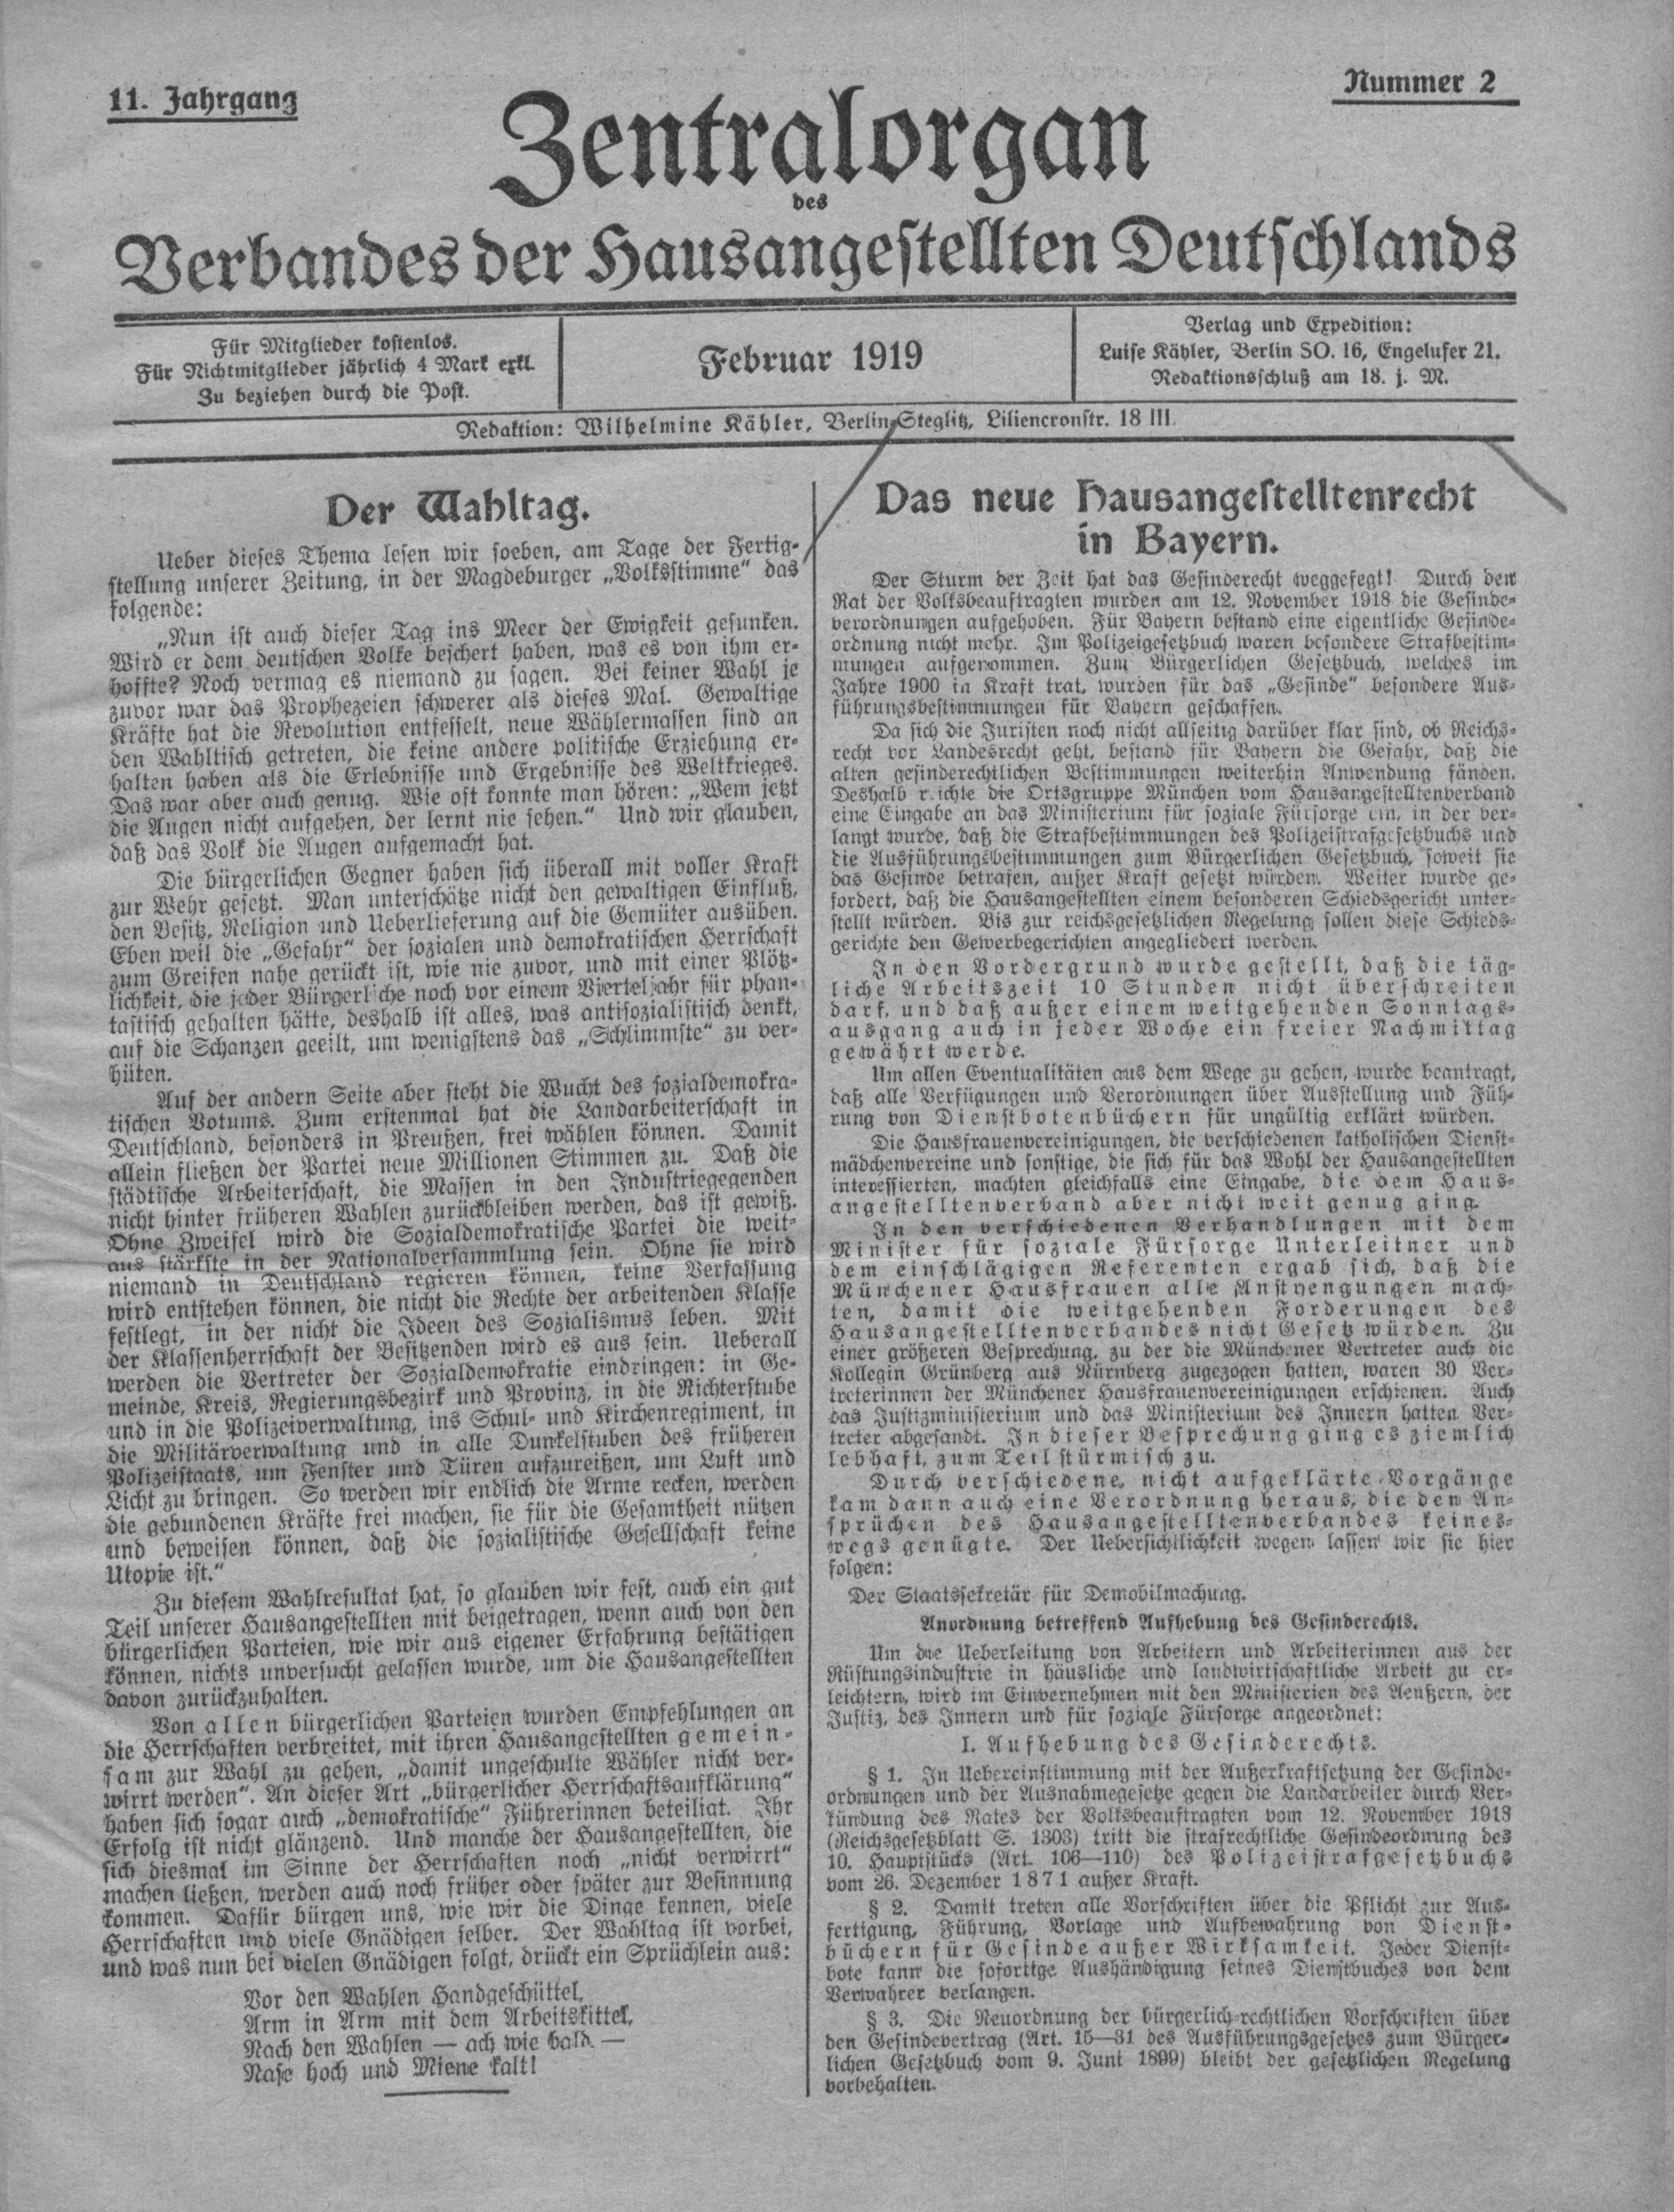 11. Jahrgang
Nummer 2
Zentralorgan
des
Verbandes der Hausangestellten Deutschlands
Für Mitglieder kostenlos.
Für Nichtmitglieder jährlich 4 Mark exkl.
Zu beziehen durch die Post.
Februar 1919
Verlag und Expedition:
Luise Kähler, Berlin SO. 16, Engelufer 21.
Redaktionsschluß am 18. j. M.
Redaktion: Wilhelmine Kähler, Berlin-Steglitz, Liliencronstr. 18 III.
Der Wahltag.
Ueber dieses Thema lesen wir soeben, am Tage der Fertig-
stellung unserer Zeitung, in der Magdeburger „Volksstimme“ das
folgende:
„Nun ist auch dieser Tag ins Meer der Ewigkeit gesunken.
Wird er dem deutschen Volke beschert haben, was es von ihm er-
hoffte? Noch vermag es niemand zu sagen. Bei keiner Wahl je
zuvor war das Prophezeien schwerer als dieses Mal. Gewaltige
Kräfte hat die Revolution entfesselt, neue Wählermassen sind an
den Wahltisch getreten, die keine andere politische Erziehung er-
halten haben als die Erlebnisse und Ergebnisse des Weltkrieges.
Das war aber auch genug. Wie oft konnte man hören: „Wem jetzt
die Augen nicht aufgehen, der lernt nie sehen.“ Und wir glauben,
daß das Volk die Augen aufgemacht hat.
Die bürgerlichen Gegner haben sich überall mit voller Kraft
zur Wehr gesetzt. Man unterschätze nicht den gewaltigen Einfluß,
den Besitz, Religion und Ueberlieferung auf die Gemüter ausüben.
Eben weil die „Gefahr“ der sozialen und demokratischen Herrschaft
zum Greifen nahe gerückt ist, wie nie zuvor, und mit einer Plötz-
lichkeit, die jeder Bürgerliche noch vor einem Vierteljahr für phan-
tastisch gehalten hätte, deshalb ist alles, was antisozialistisch denkt,
auf die Schanzen geeilt, um wenigstens das „Schlimmste“ zu ver-
hüten.
Auf der andern Seite aber steht die Wucht des sozialdemokra-
tischen Votums. Zum erstenmal hat die Landarbeiterschaft in
Deutschland, besonders in Preußen, frei wählen können. Damit
allein fließen der Partei neue Millionen Stimmen zu. Daß die
städtische Arbeiterschaft, die Massen in den Industriegegenden
nicht hinter früheren Wahlen zurückbleiben werden, das ist gewiß.
Ohne Zweifel wird die Sozialdemokratische Partei die weit-
aus stärkste in der Nationalversammlung sein. Ohne sie wird
niemand in Deutschland regieren können, keine Verfassung
wird entstehen können, die nicht die Rechte der arbeitenden Klasse
festlegt, in der nicht die Ideen des Sozialismus leben. Mit
der Klassenherrschaft der Besitzenden wird es aus sein. Ueberall
werden die Vertreter der Sozialdemokratie eindringen: in Ge-
meinde, Kreis, Regierungsbezirk und Provinz, in die Richterstube
und in die Polizeiverwaltung, ins Schul- und Kirchenregiment, in
die Militärverwaltung und in alle Dunkelstuben des früheren
Polizeistaats, um Fenster und Türen aufzureißen, um Luft und
Licht zu bringen. So werden wir endlich die Arme recken, werden
die gebundenen Kräfte frei machen, sie für die Gesamtheit nützen
und beweisen können, daß die sozialistische Gesellschaft keine
Utopie ist.“
Zu diesem Wahlresultat hat, so glauben wir fest, auch ein gut
Teil unserer Hausangestellten mit beigetragen, wenn auch von den
bürgerlichen Parteien, wie wir aus eigener Erfahrung bestätigen
können, nichts unversucht gelassen wurde, um die Hausangestellten
davon zurückzuhalten.
Von allen bürgerlichen Parteien wurden Empfehlungen an
die Herrschaften verbreitet, mit ihren Hausangestellten gemein-
sam zur Wahl zu gehen, „damit ungeschulte Wähler nicht ver-
wirrt werden“. An dieser Art „bürgerlicher Herrschaftsaufklärung“
haben sich sogar auch „demokratische“ Führerinnen beteiligt. Ihr
Erfolg ist nicht glänzend. Und manche der Hausangestellten, die
sich diesmal im Sinne der Herrschaften noch „nicht verwirrt“
machen ließen, werden auch noch früher oder später zur Besinnung
kommen. Dafür bürgen uns, wie wir die Dinge kennen, viele
Herrschaften und viele Gnädigen selber. Der Wahltag ist vorbei,
und was nun bei vielen Gnädigen folgt, drückt ein Sprüchlein aus:
Vor den Wahlen Handgeschüttel,
Arm in Arm mit dem Arbeitskittel,
Nach den Wahlen — ach wie bald —
Nase hoch und Miene kalt!
Das neue Hausangestelltenrecht
in Bayern.
Der Sturm der Zeit hat das Gesinderecht weggefegt! Durch den
Rat der Volksbeauftragten wurden am 12. November 1918 die Gesinde-
verordnungen aufgehoben. Für Bayern bestand eine eigentliche Gesinde-
ordnung nicht mehr. Im Polizeigesetzbuch waren besondere Strafbestim-
mungen aufgenommen. Zum Bürgerlichen Gesetzbuch, welches im
Jahre 1900 in Kraft trat, wurden für das „Gesinde“ besondere Aus-
führungsbestimmungen für Bayern geschaffen.
Da sich die Juristen noch nicht allseitig darüber klar sind, ob Reichs-
recht vor Landesrecht geht, bestand für Bayern die Gefahr, daß die
alten gesinderechtlichen Bestimmungen weiterhin Anwendung fänden.
Deshalb reichte die Ortsgruppe München vom Hausangestelltenverband
eine Eingabe an das Ministerium für soziale Fürsorge ein, in der ver-
langt wurde, daß die Strafbestimmungen des Polizeistrafgesetzbuchs und
die Ausführungsbestimmungen zum Bürgerlichen Gesetzbuch, soweit sie
das Gesinde betrafen, außer Kraft gesetzt würden. Weiter wurde ge-
fordert, daß die Hausangestellten einem besonderen Schiedsgericht unter-
stellt würden. Bis zur reichsgesetzlichen Regelung sollen diese Schieds-
gerichte den Gewerbegerichten angegliedert werden.
In den Vordergrund wurde gestellt, daß die täg-
liche Arbeitszeit 10 Stunden nicht überschreiten
darf, und daß außer einem weitgehenden Sonntags-
ausgang auch in jeder Woche ein freier Nachmittag
gewährt werde.
Um allen Eventualitäten aus dem Wege zu gehen, wurde beantragt,
daß alle Verfügungen und Verordnungen über Ausstellung und Füh-
rung von Dienstbotenbüchern für ungültig erklärt würden.
Die Hausfrauenvereinigungen, die verschiedenen katholischen Dienst-
mädchenvereine und sonstige, die sich für das Wohl der Hausangestellten
interessierten, machten gleichfalls eine Eingabe, die dem Haus-
angestelltenverband aber nicht weit genug ging.
In den verschiedenen Verhandlungen mit dem
Minister für soziale Fürsorge Unterleitner und
dem einschlägigen Referenten ergab sich, daß die
Münchener Hausfrauen alle Anstrengungen mach-
ten, damit die weitgehenden Forderungen des
Hausangestelltenverbandes nicht Gesetz würden. Zu
einer größeren Besprechung, zu der die Münchener Vertreter auch die
Kollegin Grünberg aus Nürnberg zugezogen hatten, waren 30 Ver-
treterinnen der Münchener Hausfrauenvereinigungen erschienen. Auch
das Justizministerium und das Ministerium des Innern hatten Ver-
treter abgesandt. In dieser Besprechung ging es ziemlich
lebhaft, zum Teil stürmisch zu.
Durch verschiedene, nicht aufgeklärte Vorgänge
kam dann auch eine Verordnung heraus, die den An-
sprüchen des Hausangestelltenverbandes keines-
wegs genügte. Der Uebersichtlichkeit wegen lassen wir sie hier
folgen:
Der Staatssekretär für Demobilmachung.
Anordnung betreffend Aufhebung des Gesinderechts.
Um die Ueberleitung von Arbeitern und Arbeiterinnen aus der
Rüstungsindustrie in häusliche und landwirtschaftliche Arbeit zu er-
leichtern, wird im Einvernehmen mit den Ministerien des Aeußern, der
Justiz, des Innern und für soziale Fürsorge angeordnet:
I. Aufhebung des Gesinderechts.
§ 1. In Uebereinstimmung mit der Außerkraftsetzung der Gesinde-
ordnungen und der Ausnahmegesetze gegen die Landarbeiter durch Ver-
kündung des Rates der Volksbeauftragten vom 12. November 1918
(Reichsgesetzblatt S. 1303) tritt die strafrechtliche Gesindeordnung des
10. Hauptstücks (Art. 106—110) des Polizeistrafgesetzbuchs
vom 26. Dezember 1871 außer Kraft.
§ 2. Damit treten alle Vorschriften über die Pflicht zur Aus-
fertigung, Führung, Vorlage und Aufbewahrung von Dienst-
büchern für Gesinde außer Wirksamkeit. Jeder Dienst-
bote kann die sofortige Aushändigung seines Dienstbuches von dem
Verwahrer verlangen.
§ 3. Die Neuordnung der bürgerlich-rechtlichen Vorschriften über
den Gesindevertrag (Art. 15—31 des Ausführungsgesetzes zum Bürger-
lichen Gesetzbuch vom 9. Juni 1899) bleibt der gesetzlichen Regelung
vorbehalten.